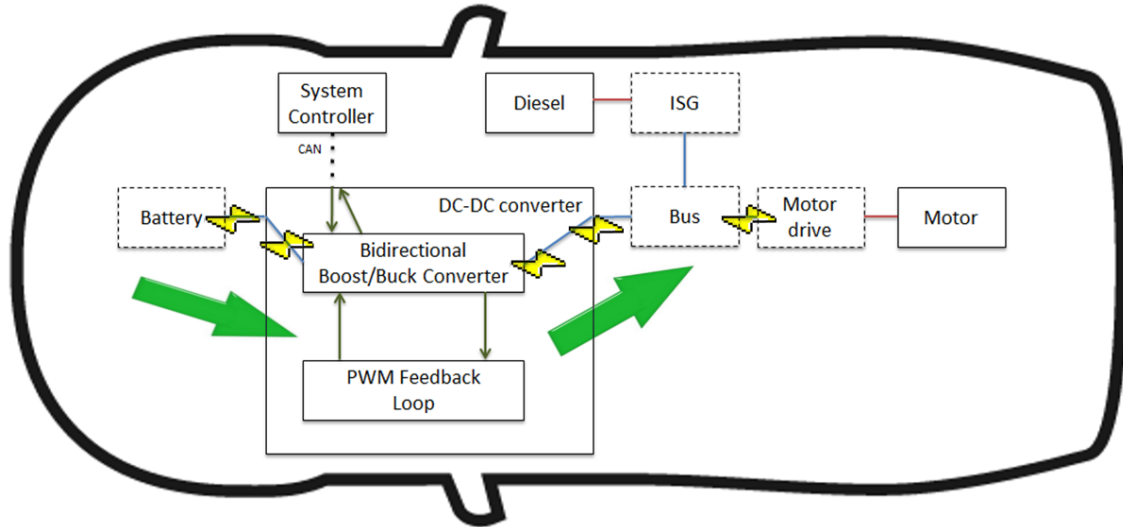 System
Controller
Diesel
ISG
CAN
Battery
DC-DC converter
Bus
Motor
drive
Motor
Bidirectional
Boost/Buck Converter
PWM Feedback
Loop